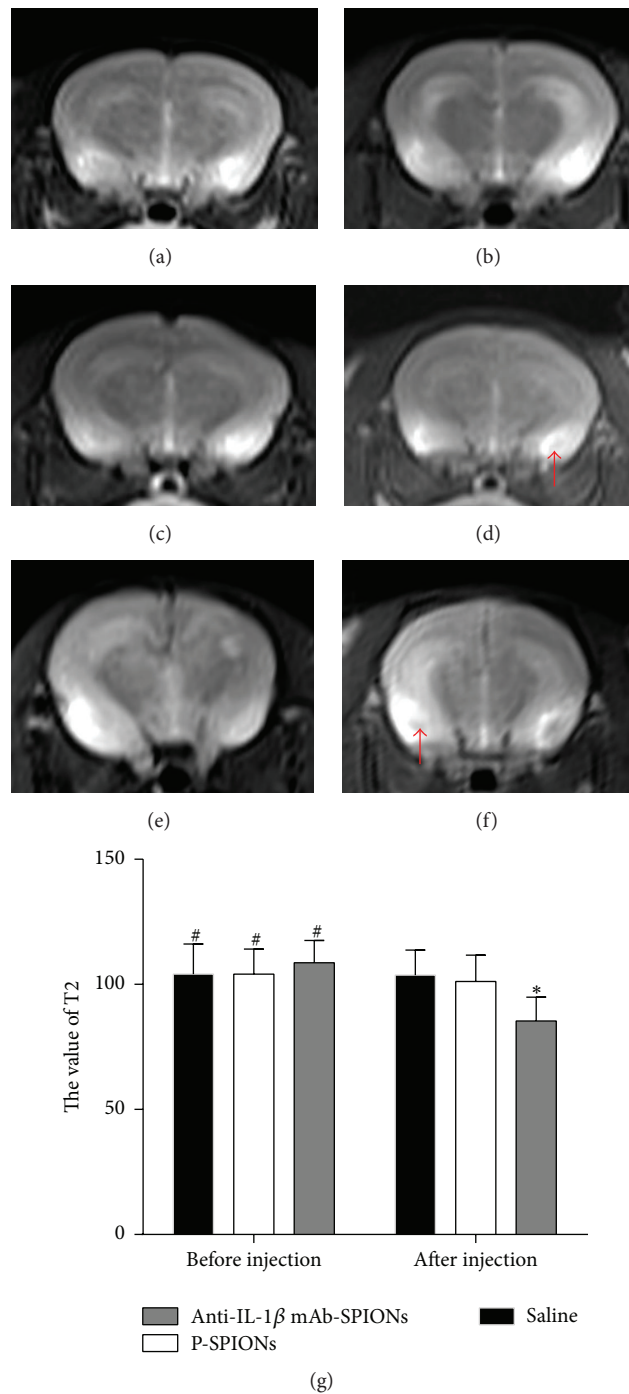 (a)
(b)
(c)
(d)
(e)
(f)
150
100
50
0
The value of T2
# # #
*
Before injection After injection
Anti-IL-1β mAb-SPIONs
Saline
P-SPIONs
(g)